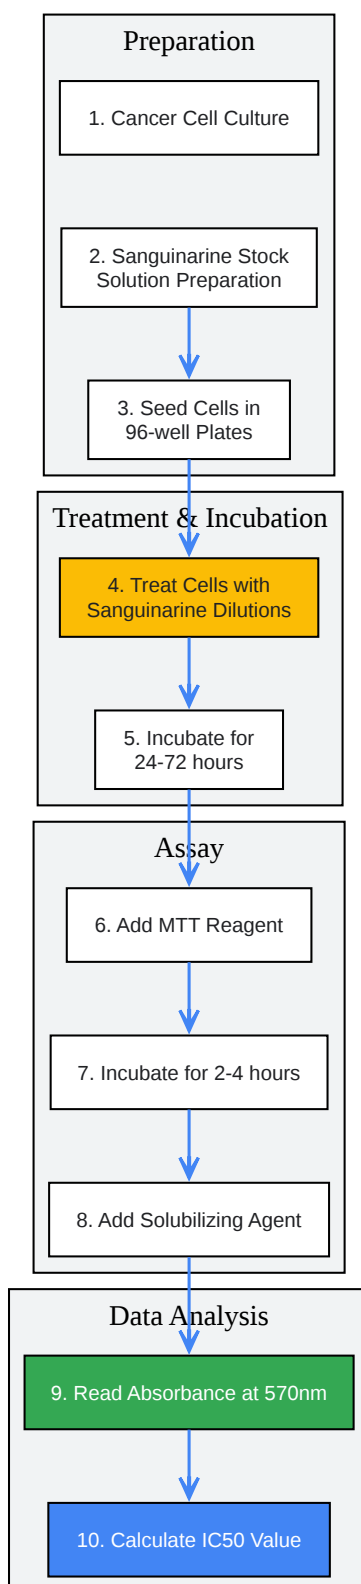 Preparation
1. Cancer Cell Culture
2. Sanguinarine Stock
Solution Preparation
3. Seed Cells in
96-well Plates
Treatment & Incubation
4. Treat Cells with
Sanguinarine Dilutions
5. Incubate for
24-72 hours
Assay
6. Add MTT Reagent
7. Incubate for 2-4 hours
8. Add Solubilizing Agent
Data Analysis
9. Read Absorbance at 570nm
10. Calculate IC50 Value